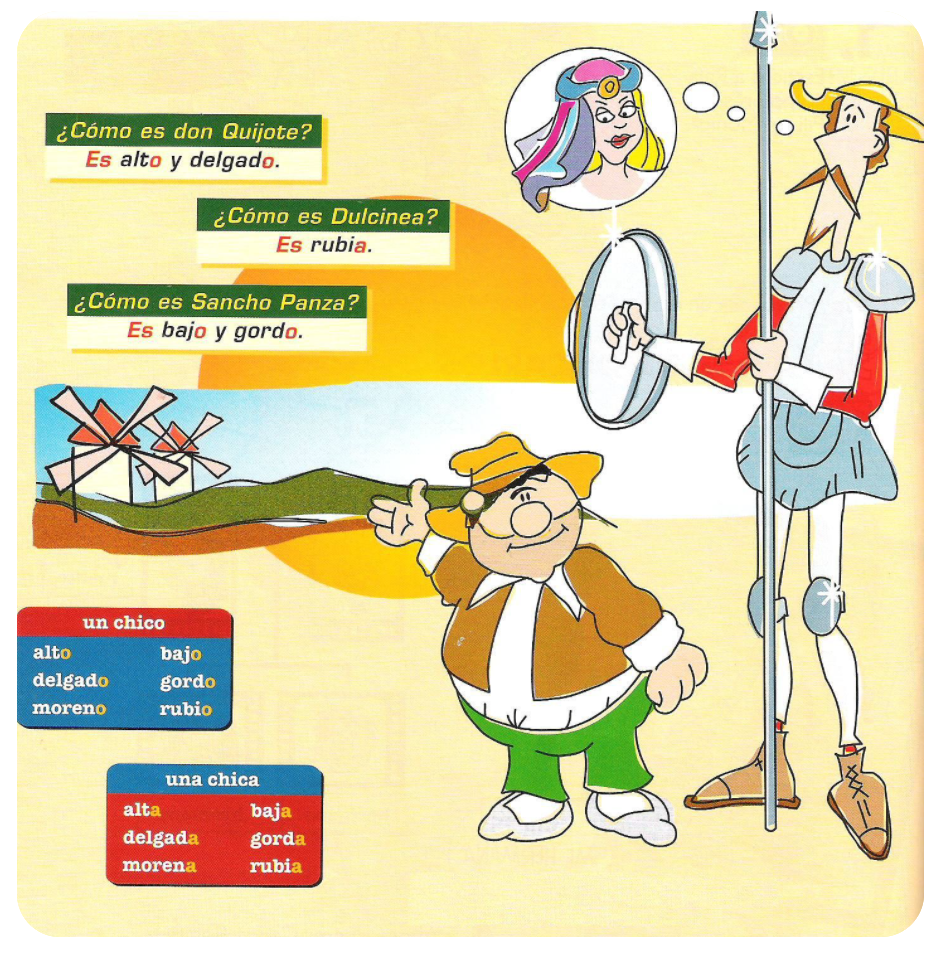 ¿Cómo es don Quijote?
Es alto y delgado.
¿Cómo es Dulcinea?
Es rubia.
¿Cómo es Sancho Panza?
Es bajo y gordo.
un chico
alto bajo
delgado gordo
moreno rubio
una chica
alta baja
delgada gorda
morena rubia